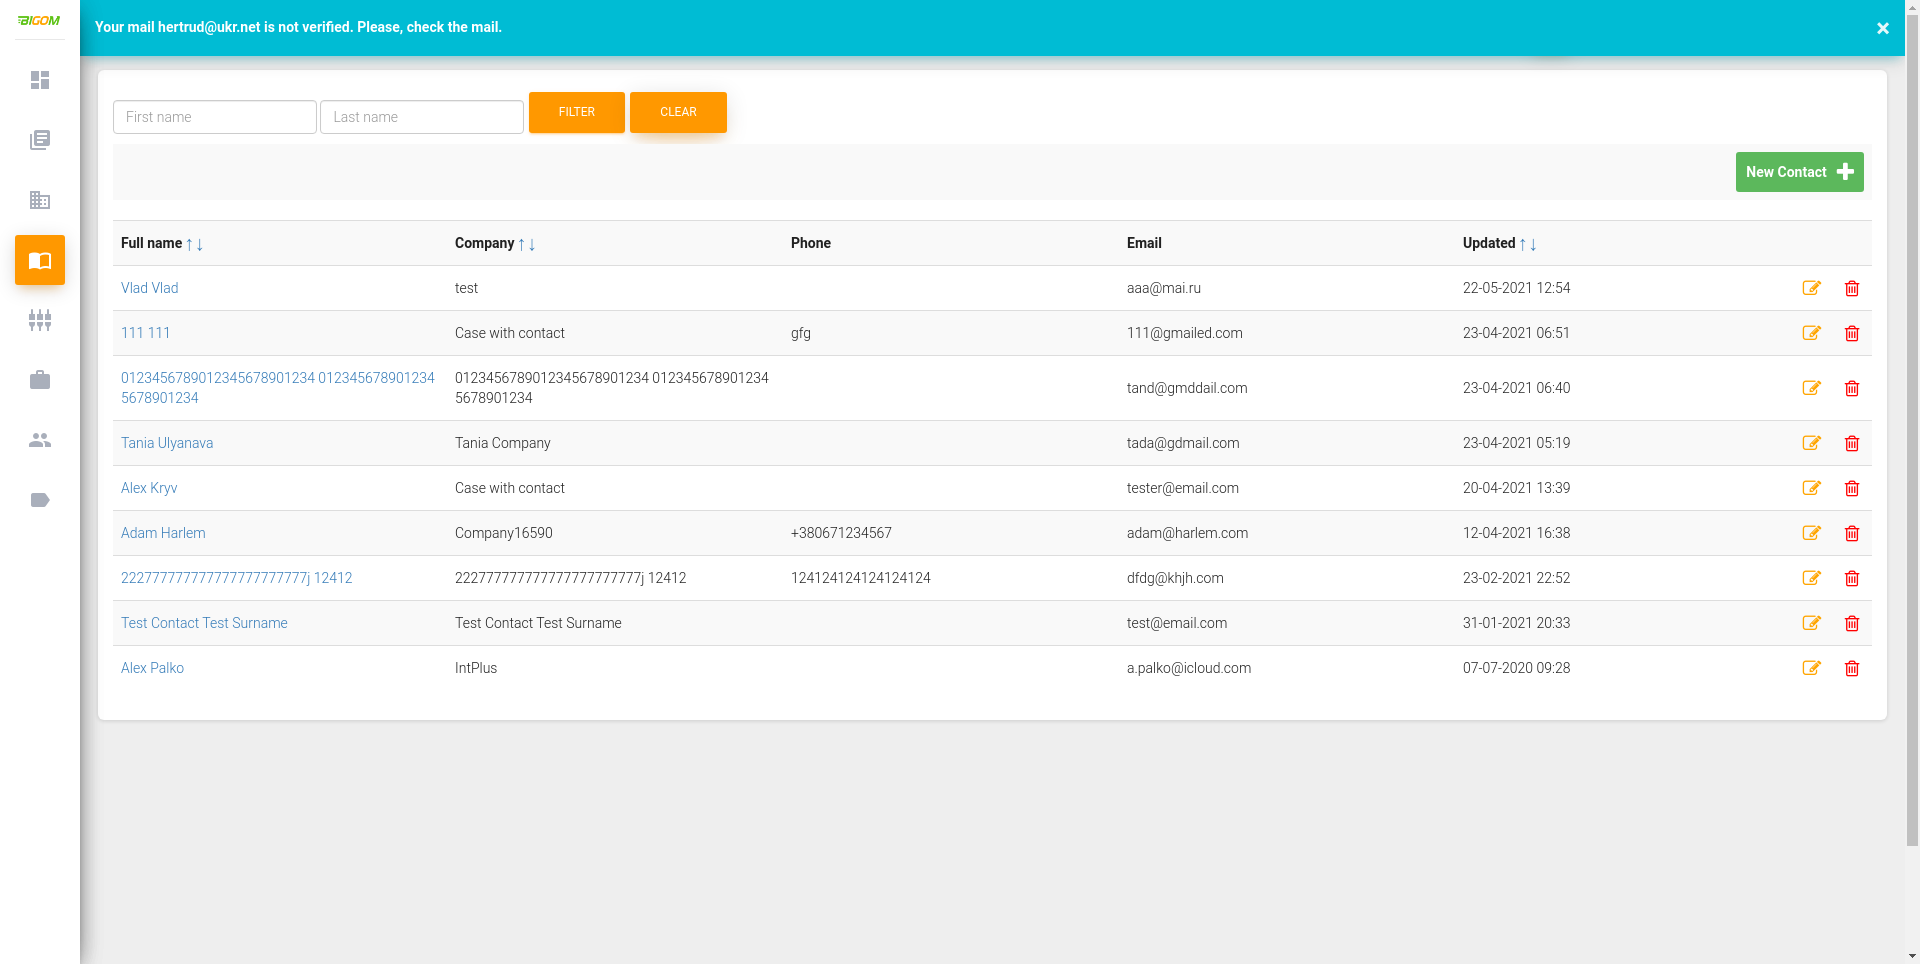 BIGOM
Your mail hertrud@ukr.net is not verified. Please, check the mail. ×
First name Last name FILTER CLEAR
New Contact
Full name ↑↓ Company ↑↓ Phone Email Updated ↑↓
Vlad Vlad test aaa@mai.ru 22-05-2021 12:54
111 111 Case with contact gfg 111@gmailed.com 23-04-2021 06:51
0123456789012345678901234 012345678901234 0123456789012345678901234 012345678901234 tand@gmddail.com 23-04-2021 06:40
5678901234 5678901234
Tania Ulyanava Tania Company tada@gdmail.com 23-04-2021 05:19
Alex Kryv Case with contact tester@email.com 20-04-2021 13:39
Adam Harlem Company16590 +380671234567 adam@harlem.com 12-04-2021 16:38
222777777777777777777777j 12412 222777777777777777777777j 12412 124124124124124124 dfdg@khjh.com 23-02-2021 22:52
Test Contact Test Surname Test Contact Test Surname test@email.com 31-01-2021 20:33
Alex Palko IntPlus a.palko@icloud.com 07-07-2020 09:28